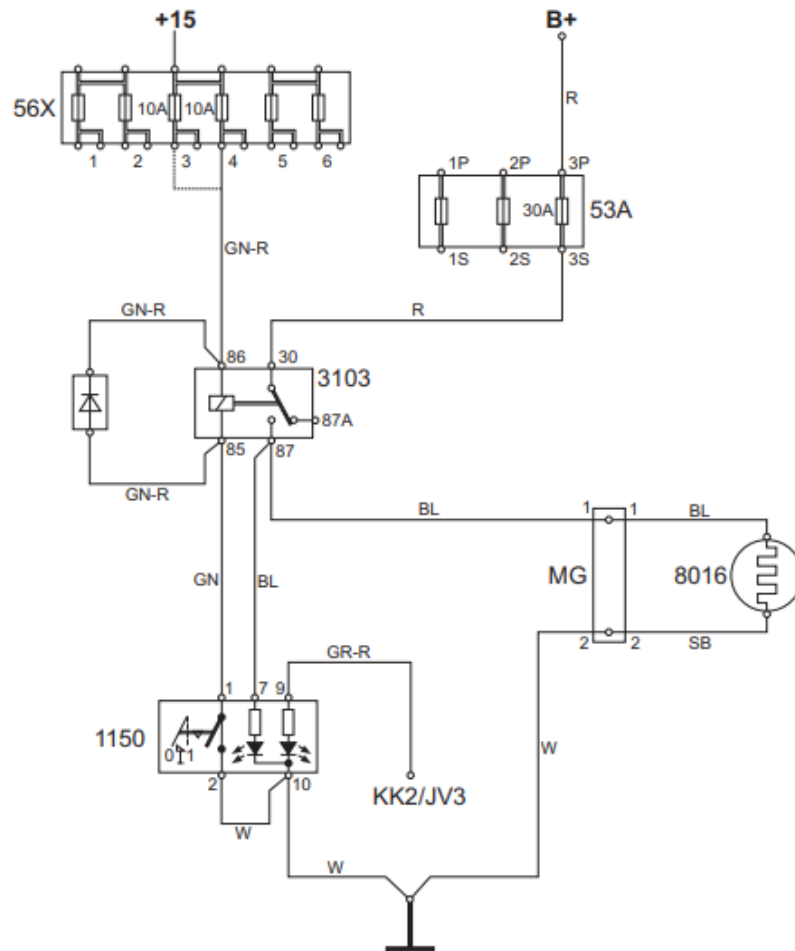 +15 B+
56X 10A 10A
1 2 3 4 5 6
R
1P 2P 3P
30A 53A
1S 2S 3S
GN-R
GN-R R
86 30
3103
87A
85 87
GN-R
BL 1 1 BL
GN BL MG 8016
2 2 SB
GR-R
1 7 9
1150
0 1
W
2 10
KK2/JV3
W
W